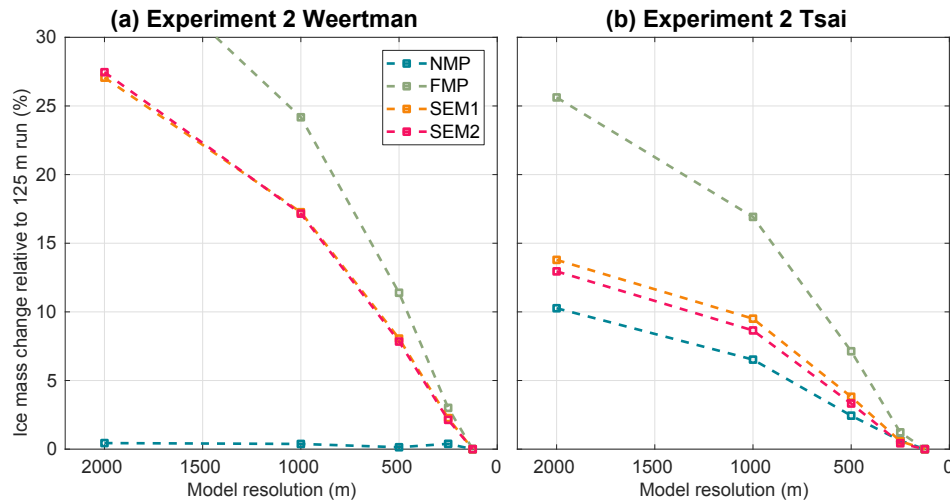 (a) Experiment 2 Weertman
(b) Experiment 2 Tsai
Ice mass change relative to 125 m run (%)
30
25
20
15
10
5
0
NMP
FMP
SEM1
SEM2
2000 1500 1000 500 0
2000 1500 1000 500 0
Model resolution (m)
Model resolution (m)